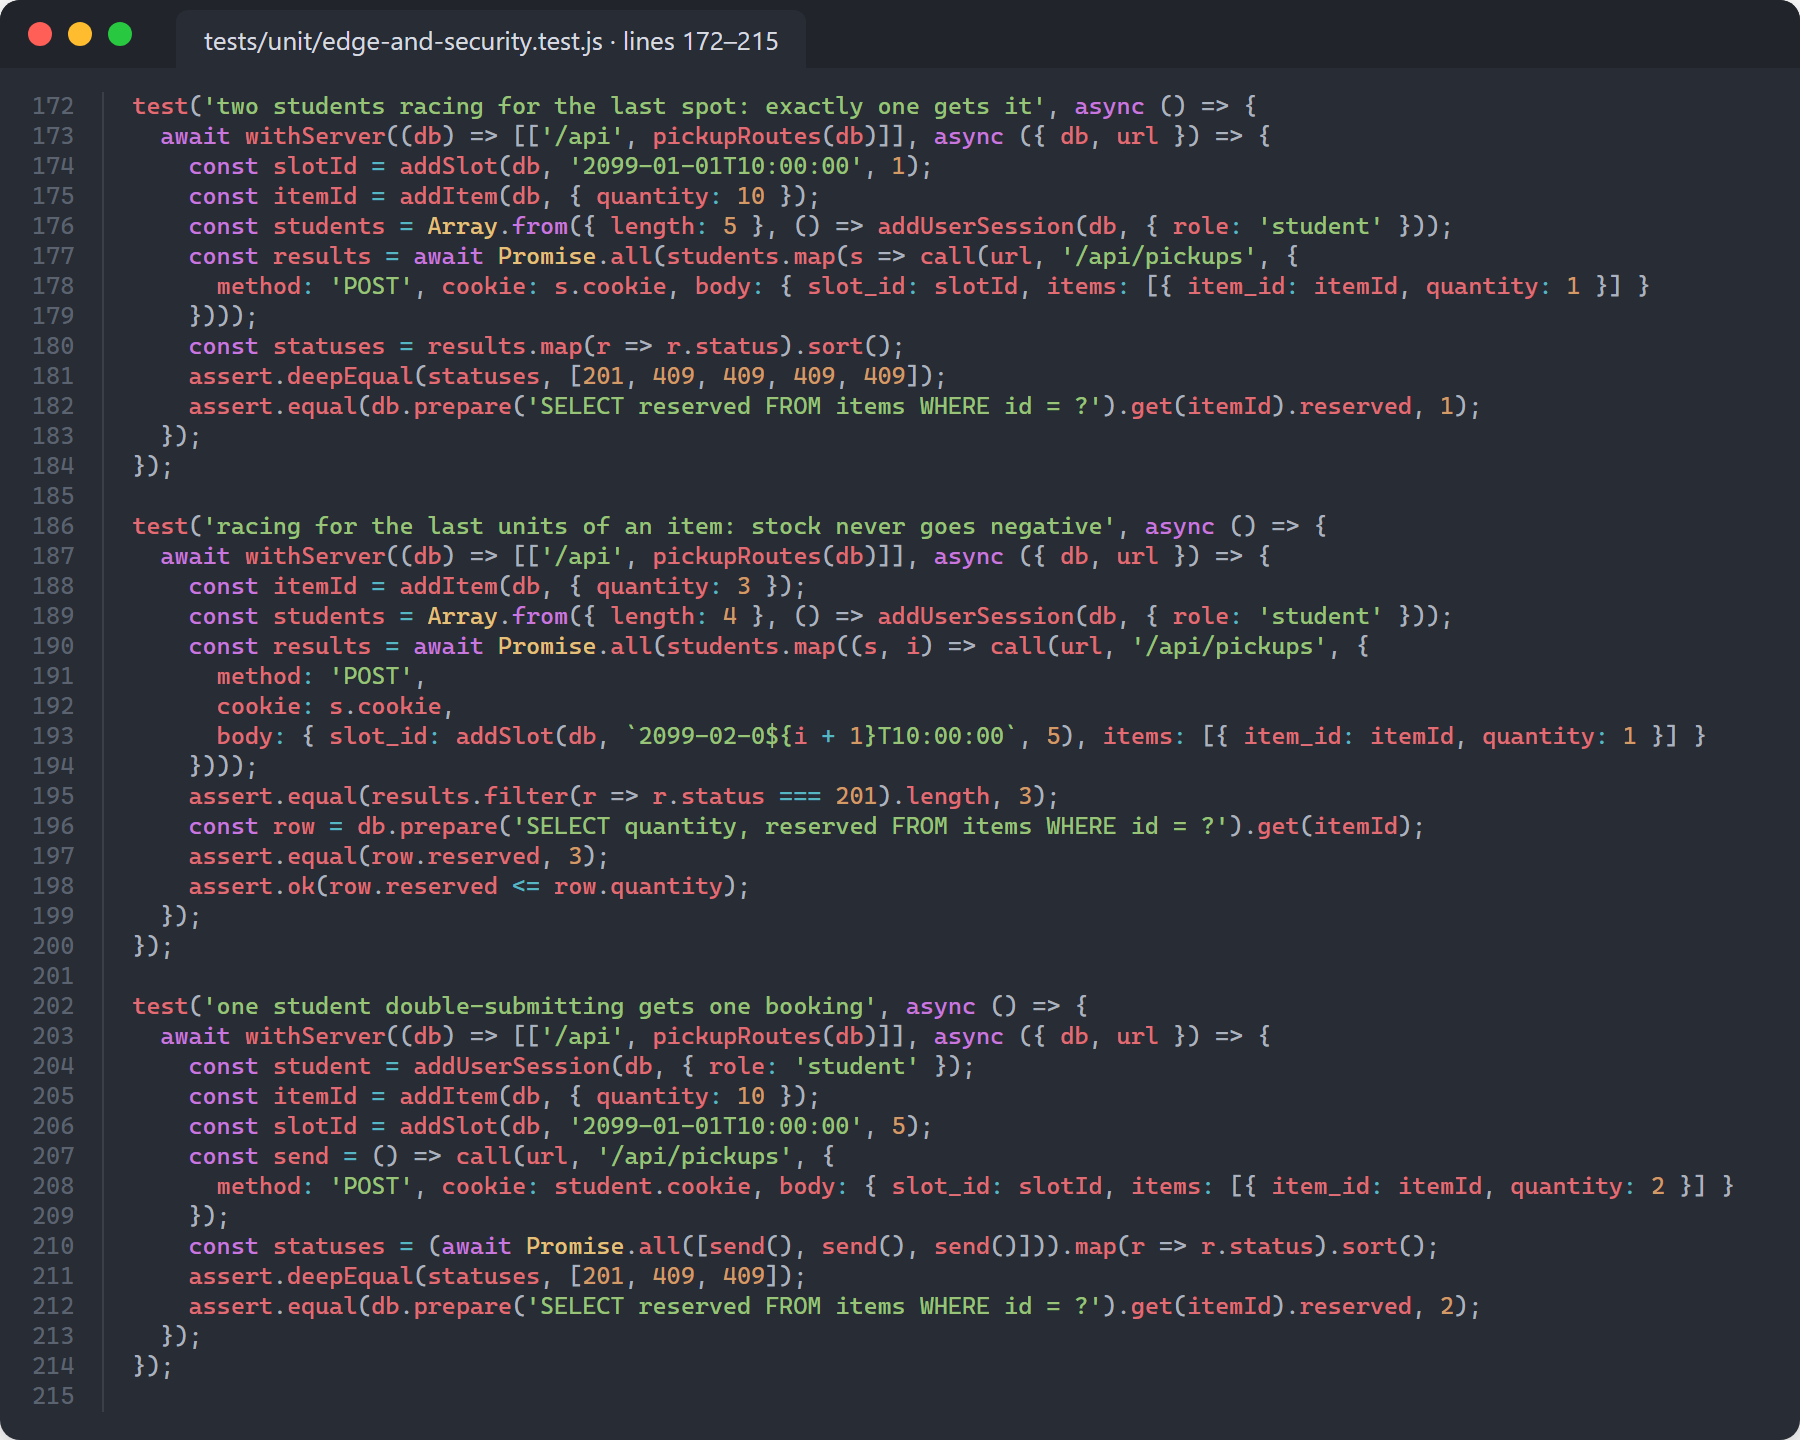 tests/unit/edge-and-security.test.js · lines 172–215
172 test('two students racing for the last spot: exactly one gets it', async () => {
173   await withServer((db) => [['/api', pickupRoutes(db)]], async ({ db, url }) => {
174     const slotId = addSlot(db, '2099-01-01T10:00:00', 1);
175     const itemId = addItem(db, { quantity: 10 });
176     const students = Array.from({ length: 5 }, () => addUserSession(db, { role: 'student' }));
177     const results = await Promise.all(students.map(s => call(url, '/api/pickups', {
178       method: 'POST', cookie: s.cookie, body: { slot_id: slotId, items: [{ item_id: itemId, quantity: 1 }] }
179     })));
180     const statuses = results.map(r => r.status).sort();
181     assert.deepEqual(statuses, [201, 409, 409, 409, 409]);
182     assert.equal(db.prepare('SELECT reserved FROM items WHERE id = ?').get(itemId).reserved, 1);
183   });
184 });
185
186 test('racing for the last units of an item: stock never goes negative', async () => {
187   await withServer((db) => [['/api', pickupRoutes(db)]], async ({ db, url }) => {
188     const itemId = addItem(db, { quantity: 3 });
189     const students = Array.from({ length: 4 }, () => addUserSession(db, { role: 'student' }));
190     const results = await Promise.all(students.map((s, i) => call(url, '/api/pickups', {
191       method: 'POST',
192       cookie: s.cookie,
193       body: { slot_id: addSlot(db, `2099-02-0${i + 1}T10:00:00`, 5), items: [{ item_id: itemId, quantity: 1 }] }
194     })));
195     assert.equal(results.filter(r => r.status === 201).length, 3);
196     const row = db.prepare('SELECT quantity, reserved FROM items WHERE id = ?').get(itemId);
197     assert.equal(row.reserved, 3);
198     assert.ok(row.reserved <= row.quantity);
199   });
200 });
201
202 test('one student double-submitting gets one booking', async () => {
203   await withServer((db) => [['/api', pickupRoutes(db)]], async ({ db, url }) => {
204     const student = addUserSession(db, { role: 'student' });
205     const itemId = addItem(db, { quantity: 10 });
206     const slotId = addSlot(db, '2099-01-01T10:00:00', 5);
207     const send = () => call(url, '/api/pickups', {
208       method: 'POST', cookie: student.cookie, body: { slot_id: slotId, items: [{ item_id: itemId, quantity: 2 }] }
209     });
210     const statuses = (await Promise.all([send(), send(), send()])).map(r => r.status).sort();
211     assert.deepEqual(statuses, [201, 409, 409]);
212     assert.equal(db.prepare('SELECT reserved FROM items WHERE id = ?').get(itemId).reserved, 2);
213   });
214 });
215